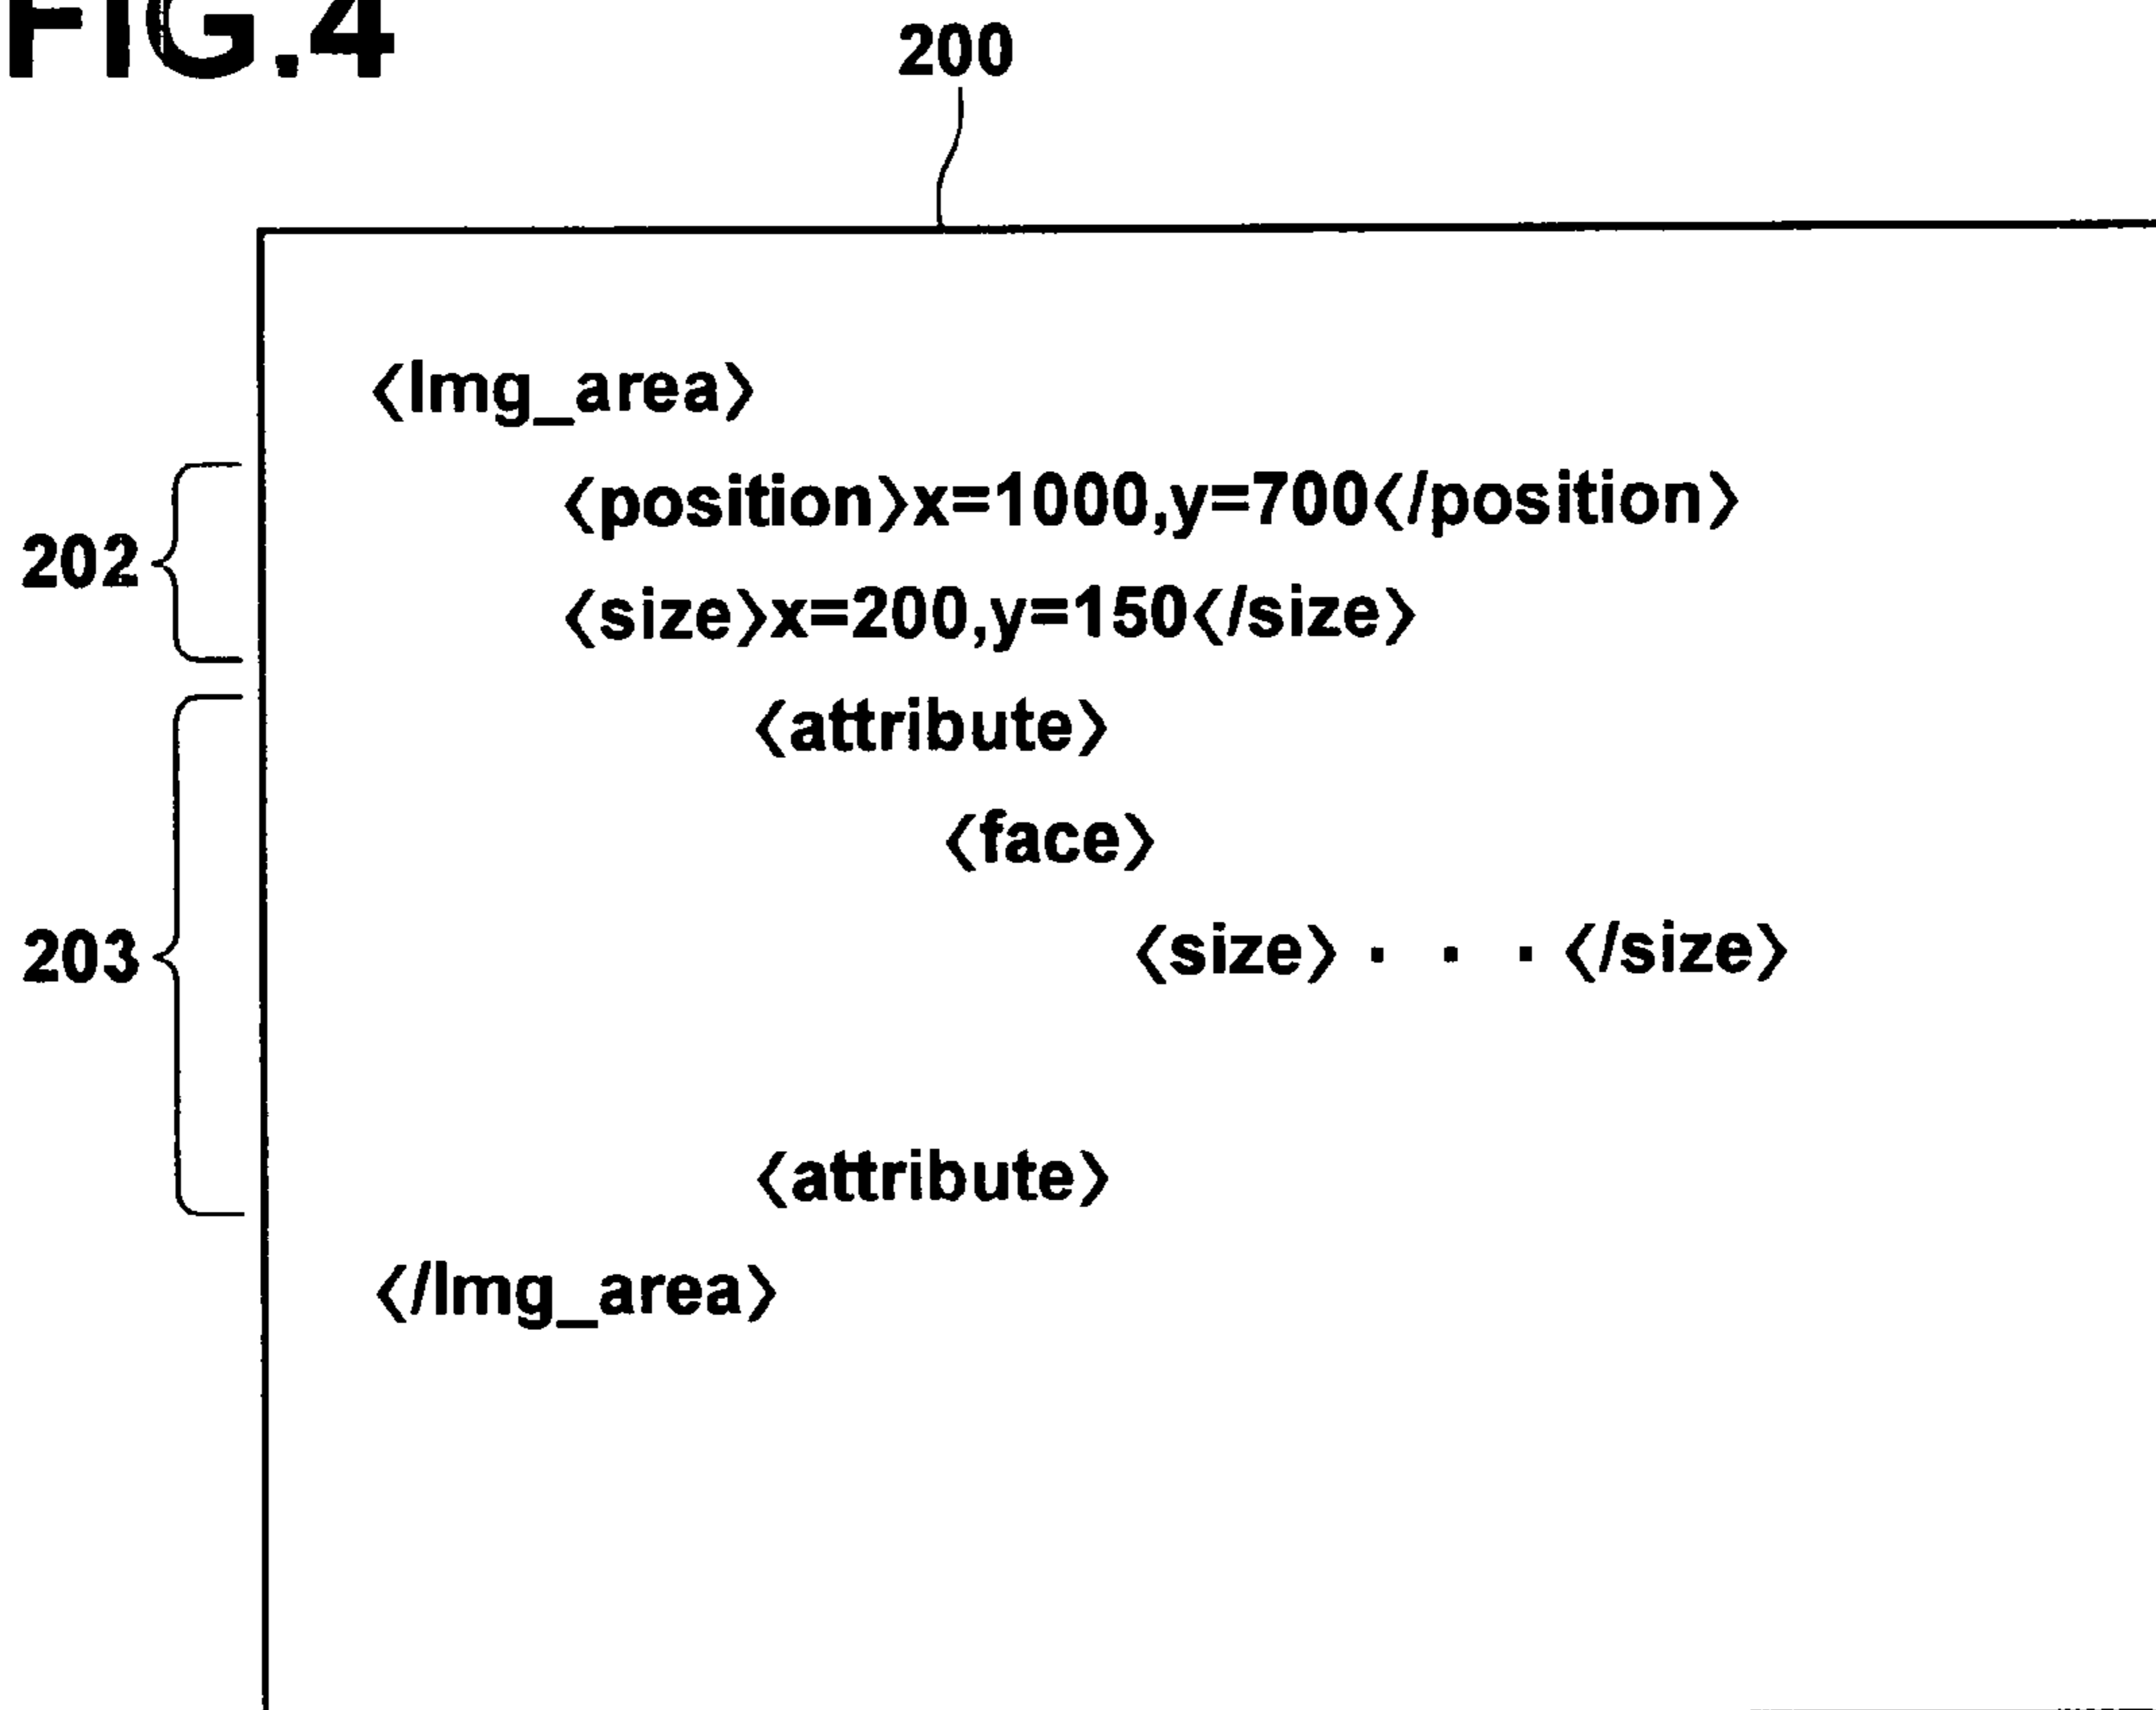 FIG.4
200
<Img_area>
<position>x=1000,y=700</position>
202
<size>x=200,y=150</size>
<attribute>
<face>
203
<size>· · ·</size>
<attribute>
</Img_area>